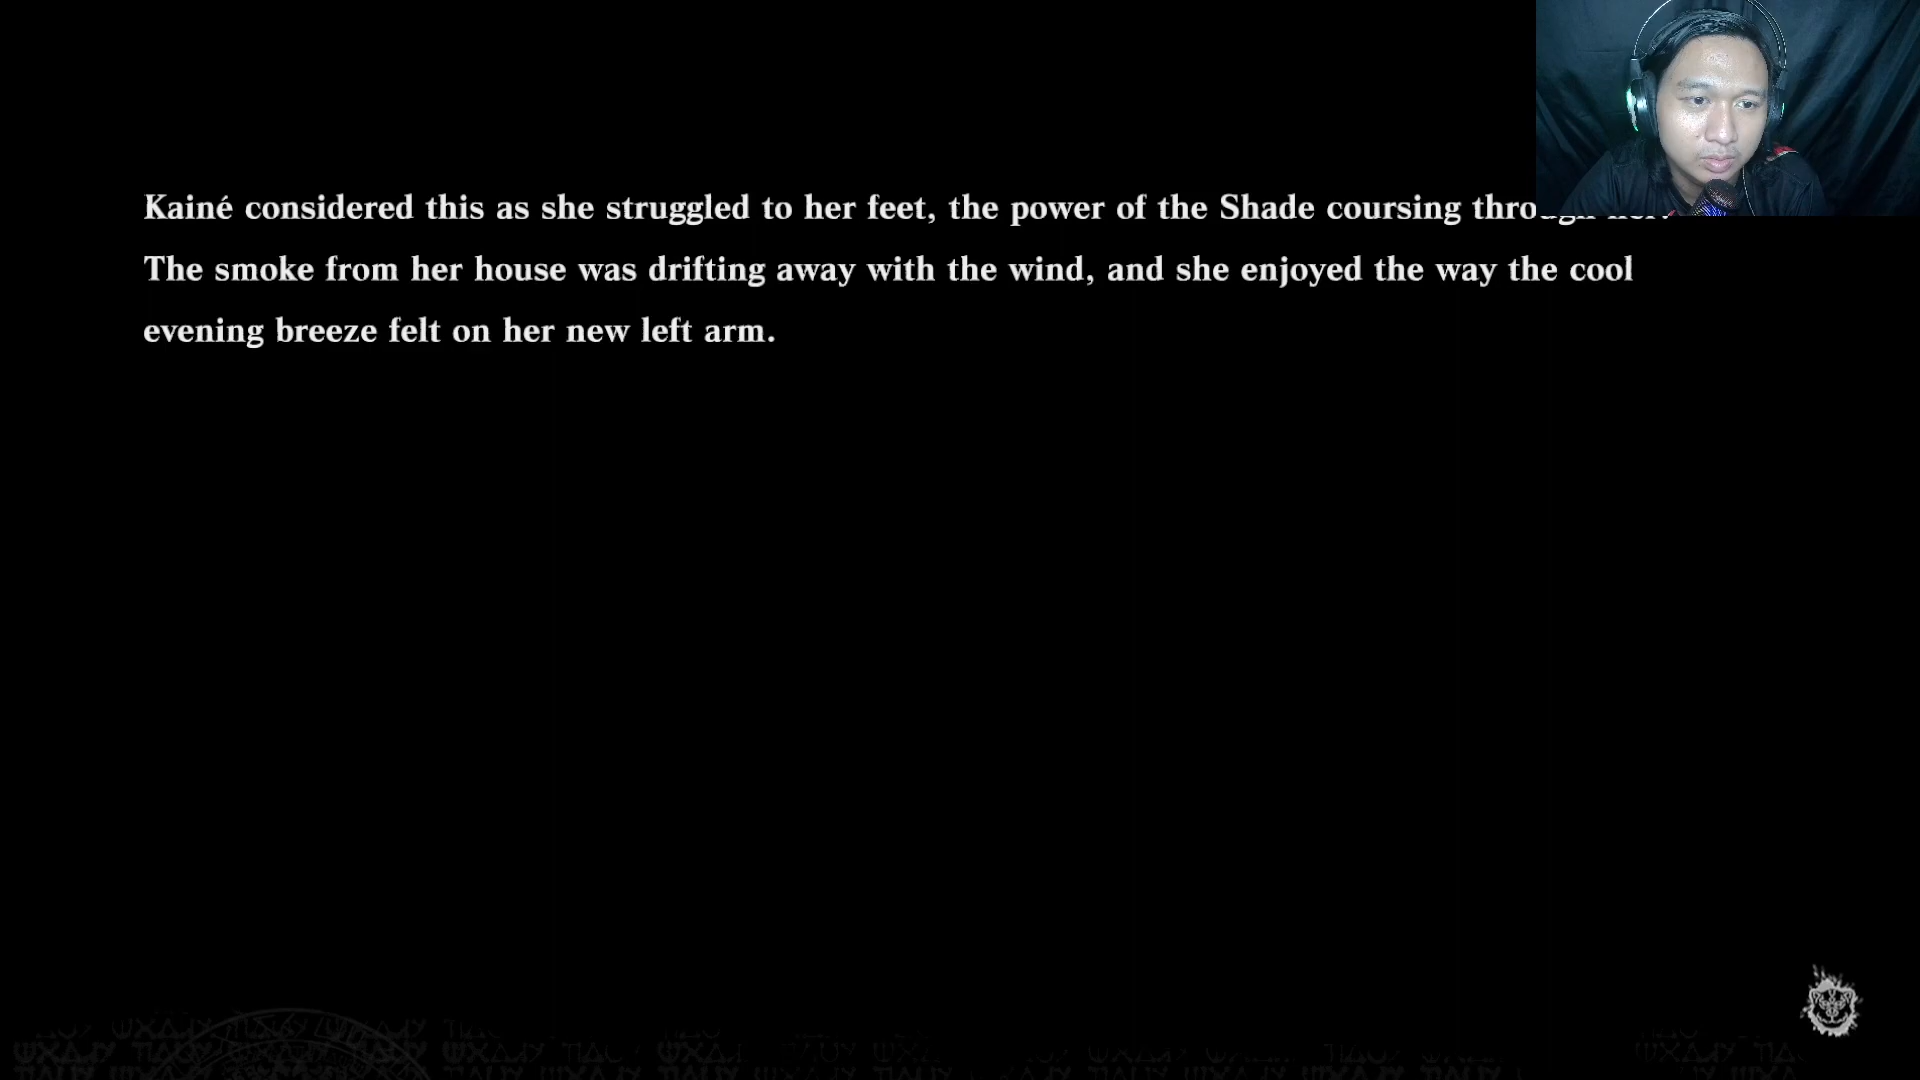 Kainé considered this as she struggled to her feet, the power of the Shade coursing through her.
The smoke from her house was drifting away with the wind, and she enjoyed the way the cool
evening breeze felt on her new left arm.